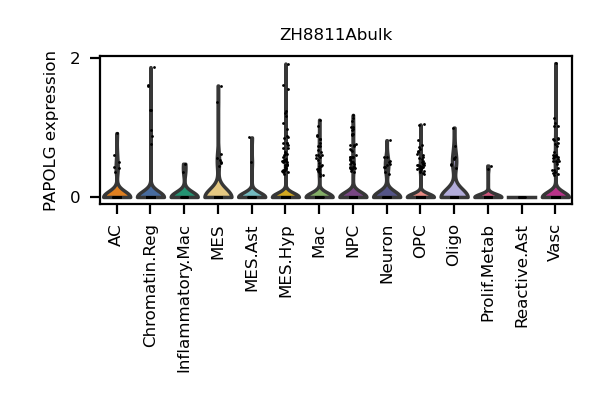 ZH8811Abulk
PAPOLG expression
2
0
AC
Chromatin.Reg
Inflammatory.Mac
MES
MES.Ast
MES.Hyp
Mac
NPC
Neuron
OPC
Oligo
Prolif.Metab
Reactive.Ast
Vasc